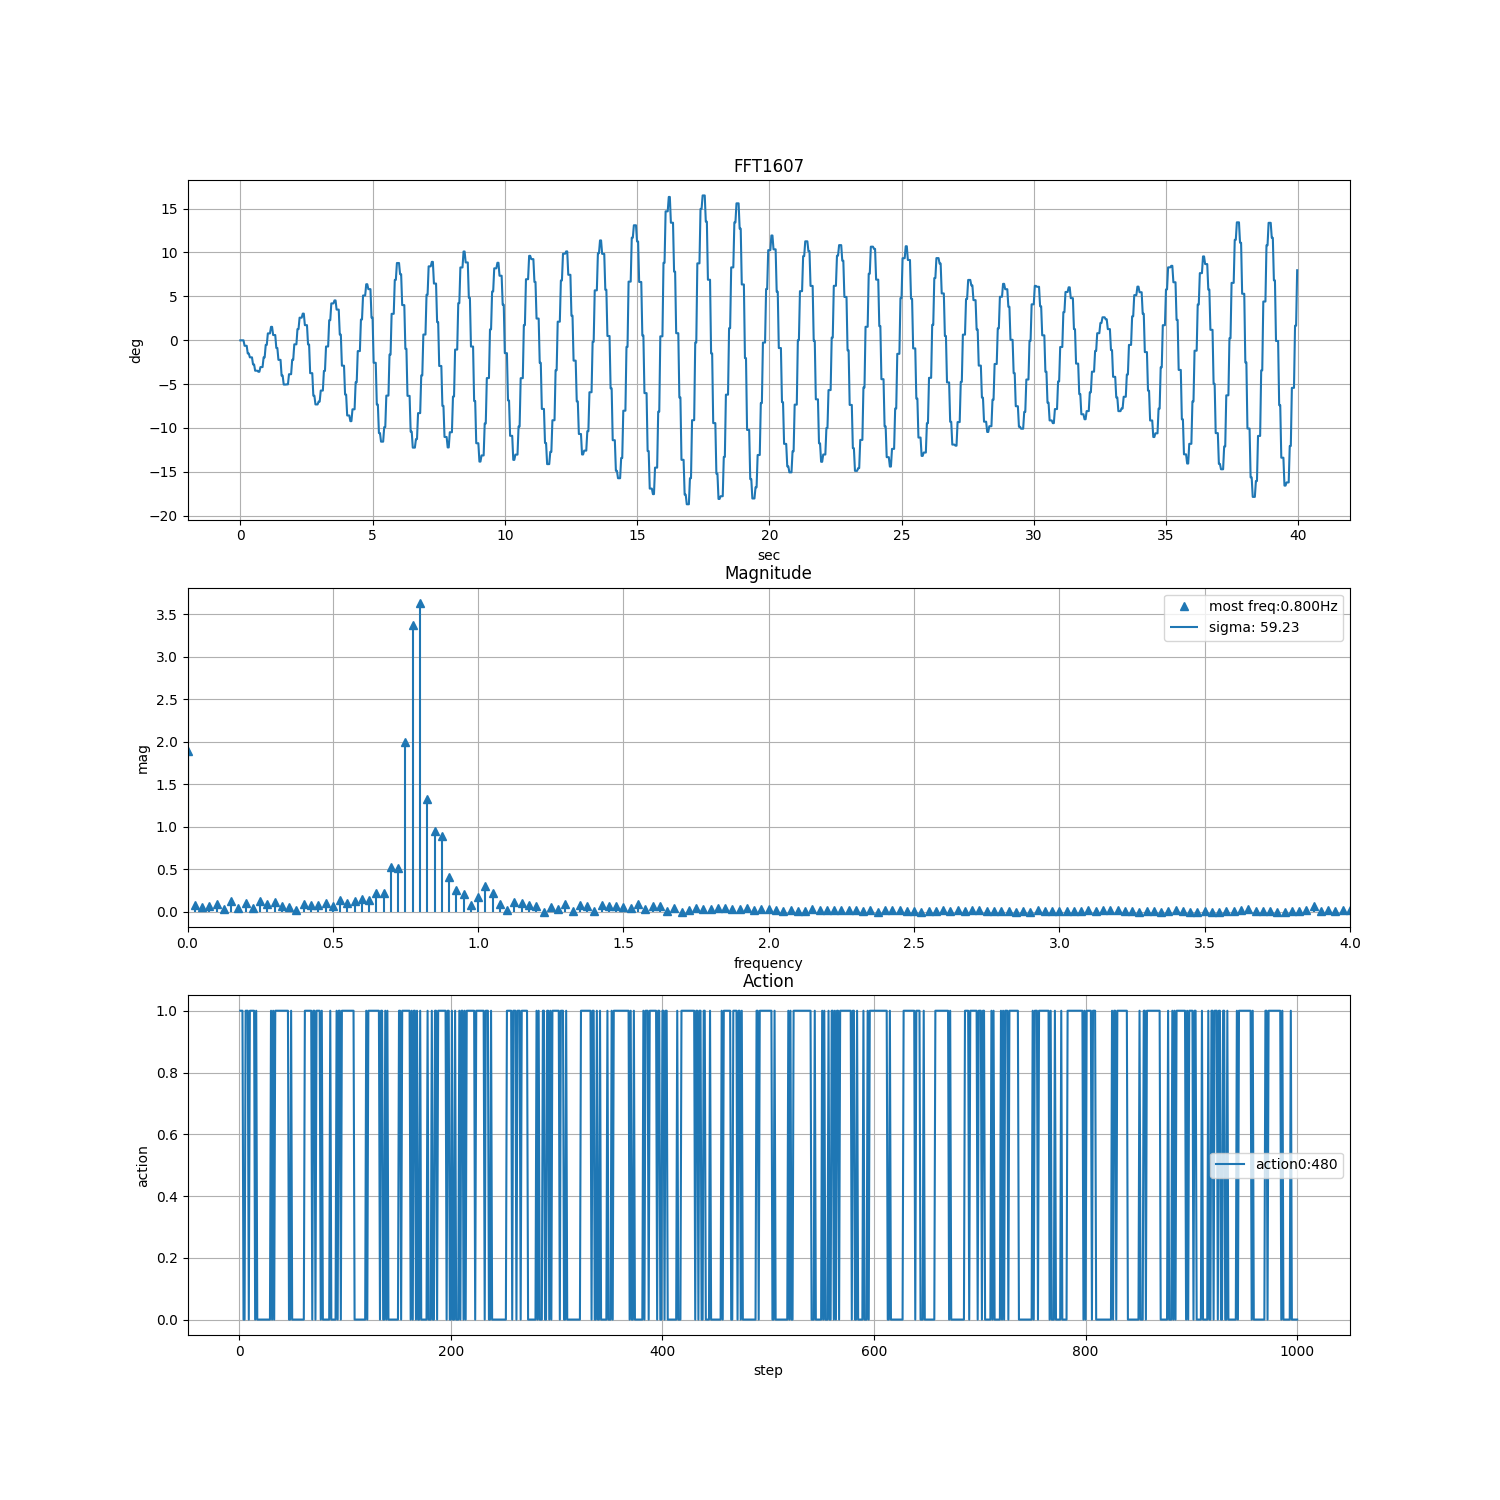 FFT1607
15
10
5
0
−5
−10
−15
−20
deg
0 5 10 15 20 25 30 35 40
sec
Magnitude
most freq:0.800Hz
sigma: 59.23
3.5
3.0
2.5
2.0
1.5
1.0
0.5
0.0
mag
0.0 0.5 1.0 1.5 2.0 2.5 3.0 3.5 4.0
frequency
Action
1.0
0.8
0.6
0.4
0.2
0.0
action
action0:480
0 200 400 600 800 1000
step